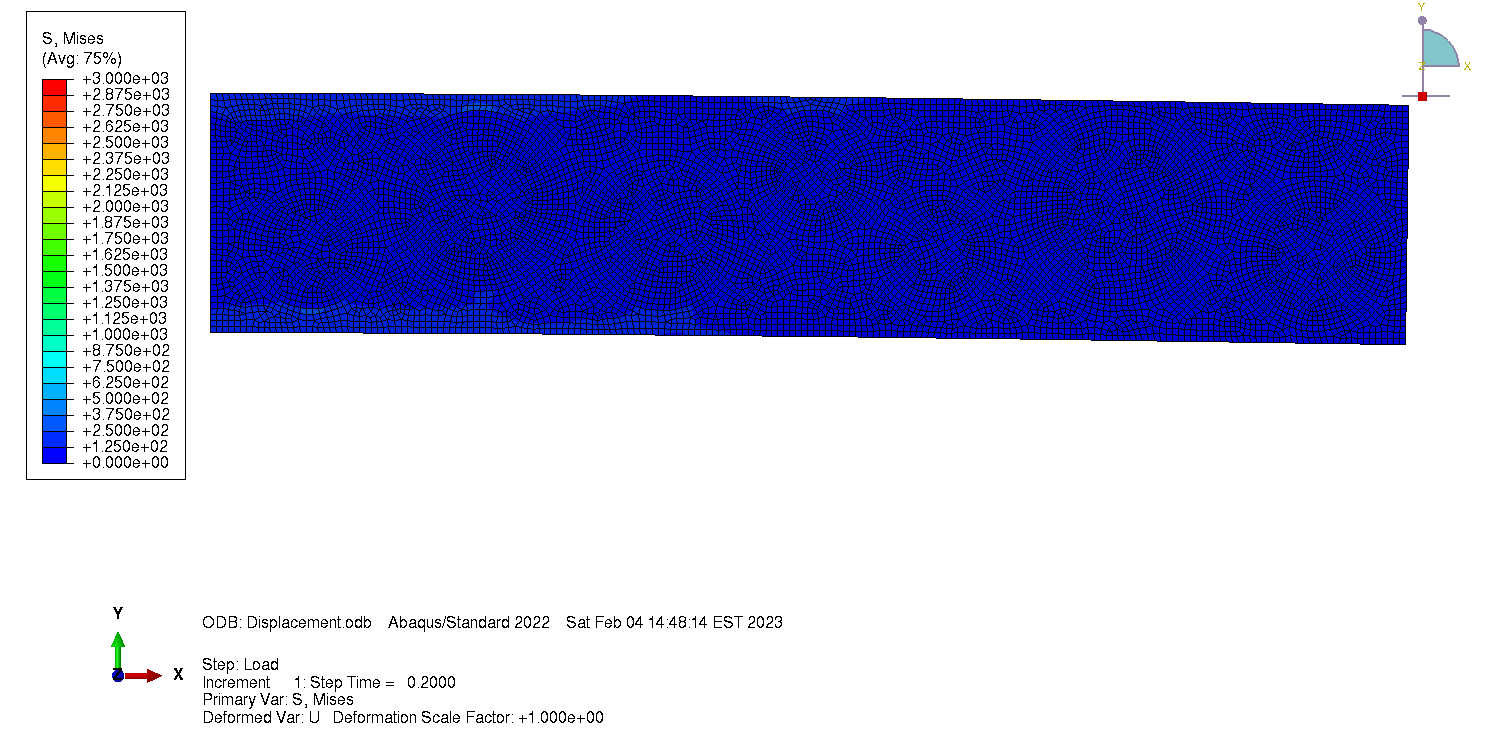 S, Mises
(Avg: 75%)
+3.000e+03
+2.875e+03
+2.750e+03
+2.625e+03
+2.500e+03
+2.375e+03
+2.250e+03
+2.125e+03
+2.000e+03
+1.875e+03
+1.750e+03
+1.625e+03
+1.500e+03
+1.375e+03
+1.250e+03
+1.125e+03
+1.000e+03
+8.750e+02
+7.500e+02
+6.250e+02
+5.000e+02
+3.750e+02
+2.500e+02
+1.250e+02
+0.000e+00
Y
Z X
Y
Z X
ODB: Displacement.odb Abaqus/Standard 2022 Sat Feb 04 14:48:14 EST 2023
Step: Load
Increment 1: Step Time = 0.2000
Primary Var: S, Mises
Deformed Var: U Deformation Scale Factor: +1.000e+00